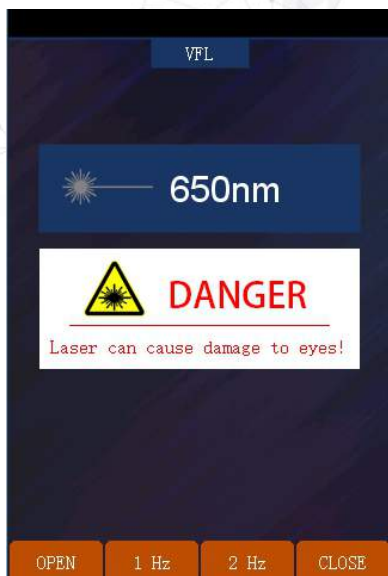 VFL
650nm
DANGER
Laser can cause damage to eyes!
OPEN 1 Hz 2 Hz CLOSE